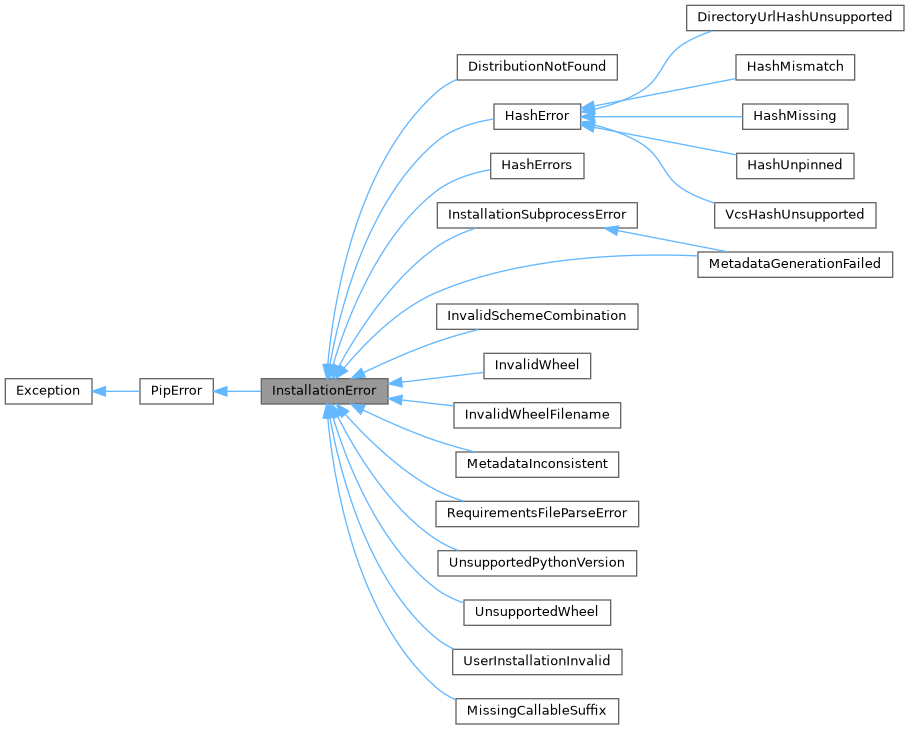 DirectoryUrlHashUnsupported
DistributionNotFound
HashMismatch
HashError
HashMissing
HashErrors
HashUnpinned
InstallationSubprocessError
VcsHashUnsupported
MetadataGenerationFailed
InvalidSchemeCombination
InvalidWheel
Exception
PipError
InstallationError
InvalidWheelFilename
MetadataInconsistent
RequirementsFileParseError
UnsupportedPythonVersion
UnsupportedWheel
UserInstallationInvalid
MissingCallableSuffix